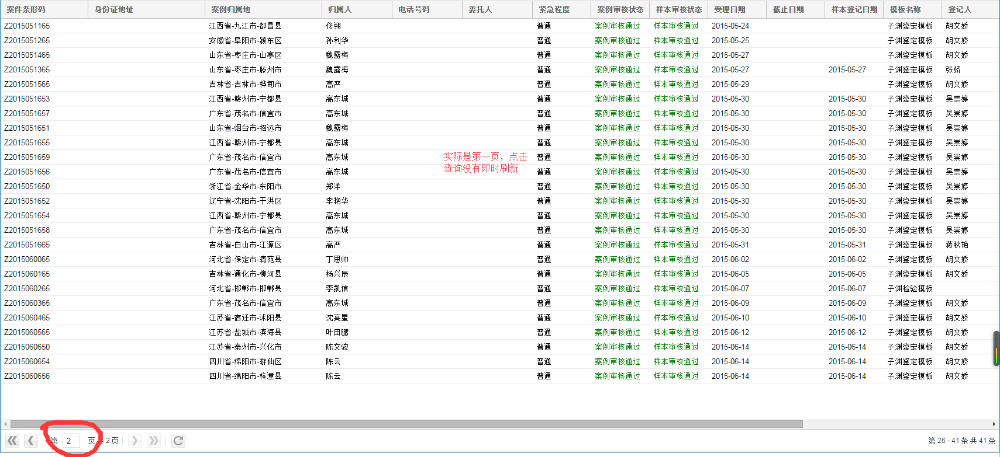 案件条形码 身份证地址 案例归属地 归属人 电话号码 委托人 紧急程度 案例审核状态 样本审核状态 受理日期 截止日期 样本登记日期 模板名称 登记人
Z2015051165 江西省-九江市-都昌县 佟朔 普通 案例审核通过 样本审核通过 2015-05-24 子渊鉴定模板 胡文娇
Z2015051265 安徽省-阜阳市-颍东区 孙利华 普通 案例审核通过 样本审核通过 2015-05-25 子渊鉴定模板 胡文娇
Z2015051465 山东省-枣庄市-山亭区 魏露梅 普通 案例审核通过 样本审核通过 2015-05-27 子渊鉴定模板 胡文娇
Z2015051365 山东省-枣庄市-滕州市 魏露梅 普通 案例审核通过 样本审核通过 2015-05-27 2015-05-27 子渊鉴定模板 张娇
Z2015051565 吉林省-吉林市-桦甸市 高严 普通 案例审核通过 样本审核通过 2015-05-29 子渊鉴定模板 胡文娇
Z2015051653 江西省-赣州市-宁都县 高东城 普通 案例审核通过 样本审核通过 2015-05-30 2015-05-30 子渊鉴定模板 吴崇婷
Z2015051657 广东省-茂名市-信宜市 高东城 普通 案例审核通过 样本审核通过 2015-05-30 2015-05-30 子渊鉴定模板 吴崇婷
Z2015051651 山东省-烟台市-招远市 魏露梅 普通 案例审核通过 样本审核通过 2015-05-30 2015-05-30 子渊鉴定模板 吴崇婷
Z2015051655 江西省-赣州市-宁都县 高东城 普通 案例审核通过 样本审核通过 2015-05-30 2015-05-30 子渊鉴定模板 吴崇婷
Z2015051659 广东省-茂名市-信宜市 高东城 普通 案例审核通过 样本审核通过 2015-05-30 2015-05-30 子渊鉴定模板 吴崇婷
实际是第一页，点击
查询没有即时刷新
Z2015051656 广东省-茂名市-信宜市 高东城 普通 案例审核通过 样本审核通过 2015-05-30 2015-05-30 子渊鉴定模板 吴崇婷
Z2015051650 浙江省-金华市-东阳市 郑洋 普通 案例审核通过 样本审核通过 2015-05-30 2015-05-30 子渊鉴定模板 吴崇婷
Z2015051652 辽宁省-沈阳市-于洪区 李艳华 普通 案例审核通过 样本审核通过 2015-05-30 2015-05-30 子渊鉴定模板 吴崇婷
Z2015051654 江西省-赣州市-宁都县 高东城 普通 案例审核通过 样本审核通过 2015-05-30 2015-05-30 子渊鉴定模板 吴崇婷
Z2015051658 广东省-茂名市-信宜市 高东城 普通 案例审核通过 样本审核通过 2015-05-30 2015-05-30 子渊鉴定模板 吴崇婷
Z2015051665 吉林省-白山市-江源区 高严 普通 案例审核通过 样本审核通过 2015-05-31 2015-05-31 子渊鉴定模板 蒋秋艳
Z2015060065 河北省-保定市-清苑县 丁思帅 普通 案例审核通过 样本审核通过 2015-06-02 2015-06-02 子渊鉴定模板 胡文娇
Z2015060165 吉林省-通化市-柳河县 杨兴辰 普通 案例审核通过 样本审核通过 2015-06-05 2015-06-05 子渊鉴定模板 胡文娇
Z2015060265 河北省-邯郸市-邯郸县 李凯信 普通 案例审核通过 样本审核通过 2015-06-07 2015-06-07 子渊检验模板
Z2015060365 广东省-茂名市-信宜市 高东城 普通 案例审核通过 样本审核通过 2015-06-09 2015-06-09 子渊鉴定模板 胡文娇
Z2015060465 江苏省-宿迁市-沭阳县 沈亮星 普通 案例审核通过 样本审核通过 2015-06-10 2015-06-10 子渊鉴定模板 胡文娇
Z2015060565 江苏省-盐城市-滨海县 叶田鹏 普通 案例审核通过 样本审核通过 2015-06-12 2015-06-12 子渊鉴定模板 胡文娇
Z2015060650 江苏省-泰州市-兴化市 陈文骏 普通 案例审核通过 样本审核通过 2015-06-14 2015-06-14 子渊鉴定模板 胡文娇
Z2015060654 四川省-绵阳市-游仙区 陈云 普通 案例审核通过 样本审核通过 2015-06-14 2015-06-14 子渊鉴定模板 胡文娇
Z2015060656 四川省-绵阳市-梓潼县 陈云 普通 案例审核通过 样本审核通过 2015-06-14 2015-06-14 子渊鉴定模板 胡文娇
第 2 页共 2 页 第 26 - 41 条 共 41 条